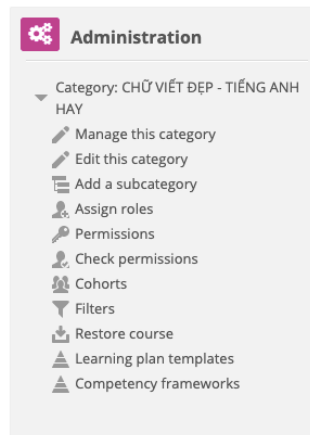 Administration
Category: CHỮ VIẾT ĐẸP - TIẾNG ANH
HAY
Manage this category
Edit this category
Add a subcategory
Assign roles
Permissions
Check permissions
Cohorts
Filters
Restore course
Learning plan templates
Competency frameworks